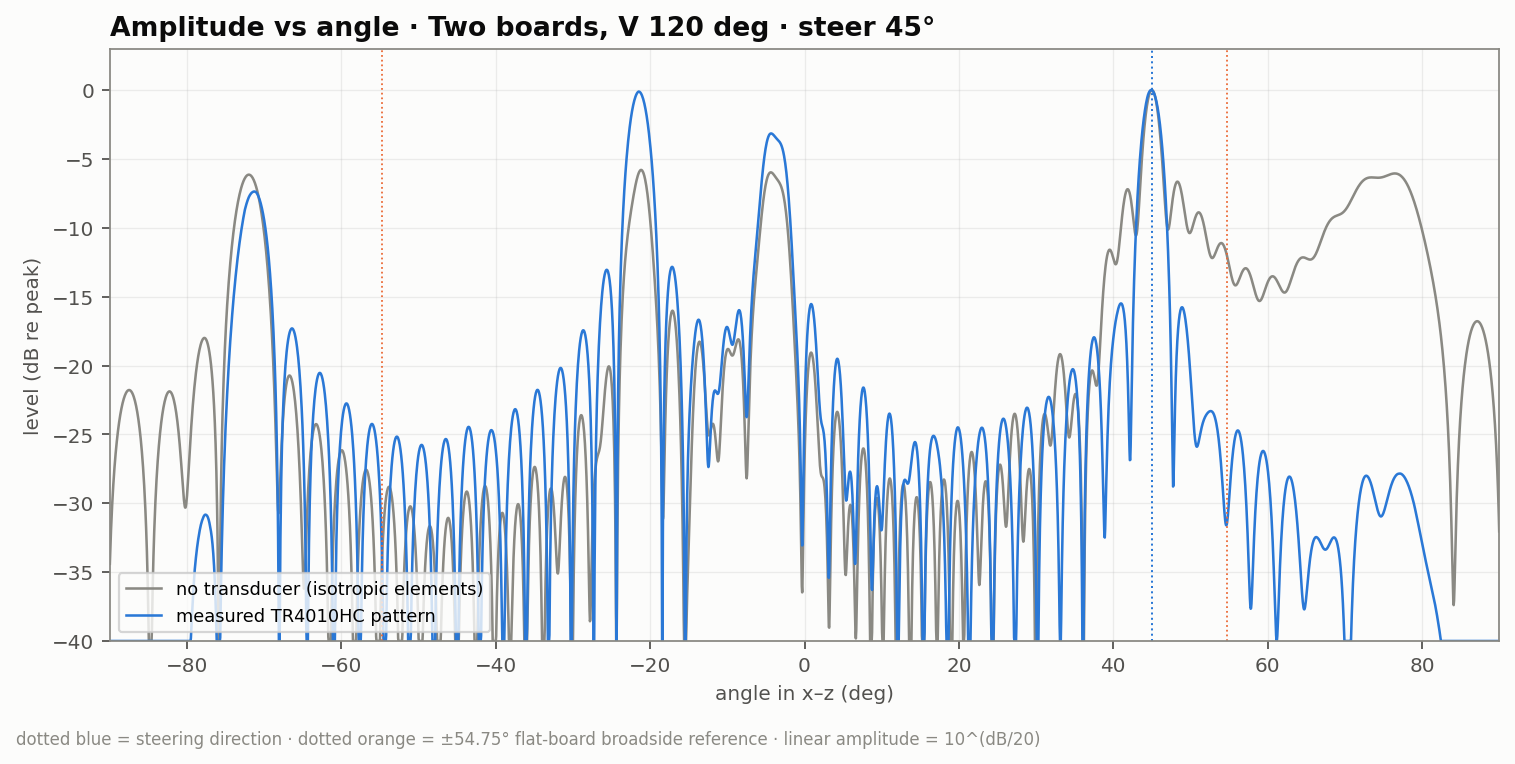 Amplitude vs angle · Two boards, V 120 deg · steer 45°
level (dB re peak)
0
−5
−10
−15
−20
−25
−30
−35
−40
no transducer (isotropic elements)
measured TR4010HC pattern
−80 −60 −40 −20 0 20 40 60 80
angle in x–z (deg)
dotted blue = steering direction · dotted orange = ±54.75° flat-board broadside reference · linear amplitude = 10^(dB/20)